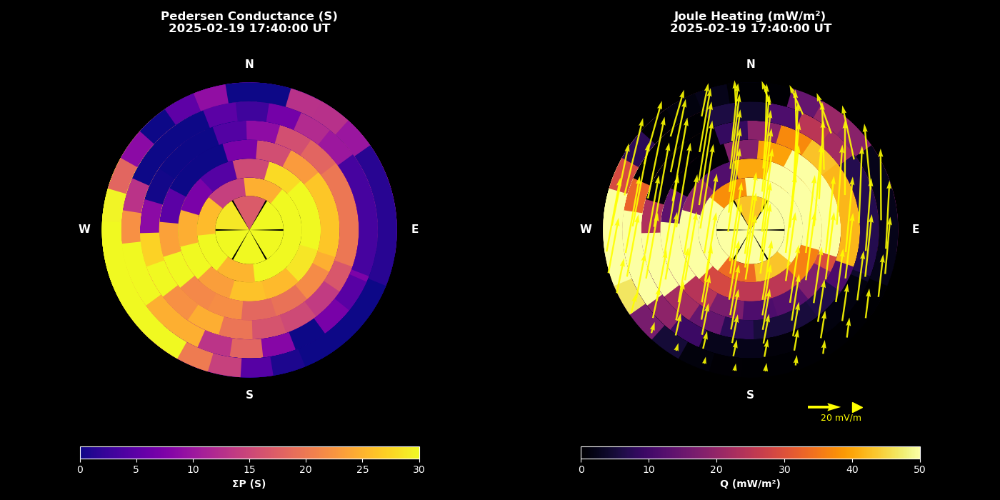 Pedersen Conductance (S)
2025-02-19 17:40:00 UT
N
W
E
S
0 5 10 15 20 25 30
ΣP (S)
Joule Heating (mW/m²)
2025-02-19 17:40:00 UT
N
W
E
S
20 mV/m
0 10 20 30 40 50
Q (mW/m²)